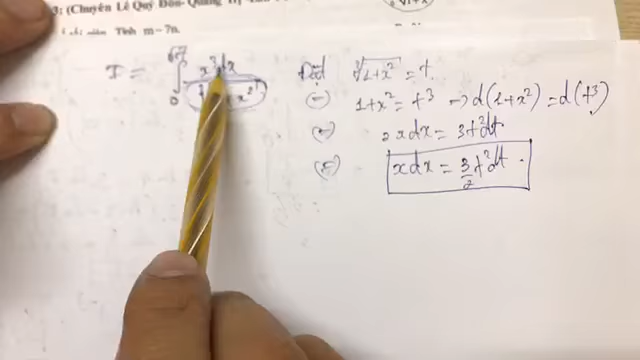 3: (Chuyên Lê Quý Đôn- Quảng Trị
Tính m − 7n.
I = ∫₀^√7 x³dx / ∛1+x² Đặt ∛1+x² = t
1+x² = t³ → d(1+x²) = d(t³)
2xdx = 3t²dt
xdx = 3/2 t²dt.